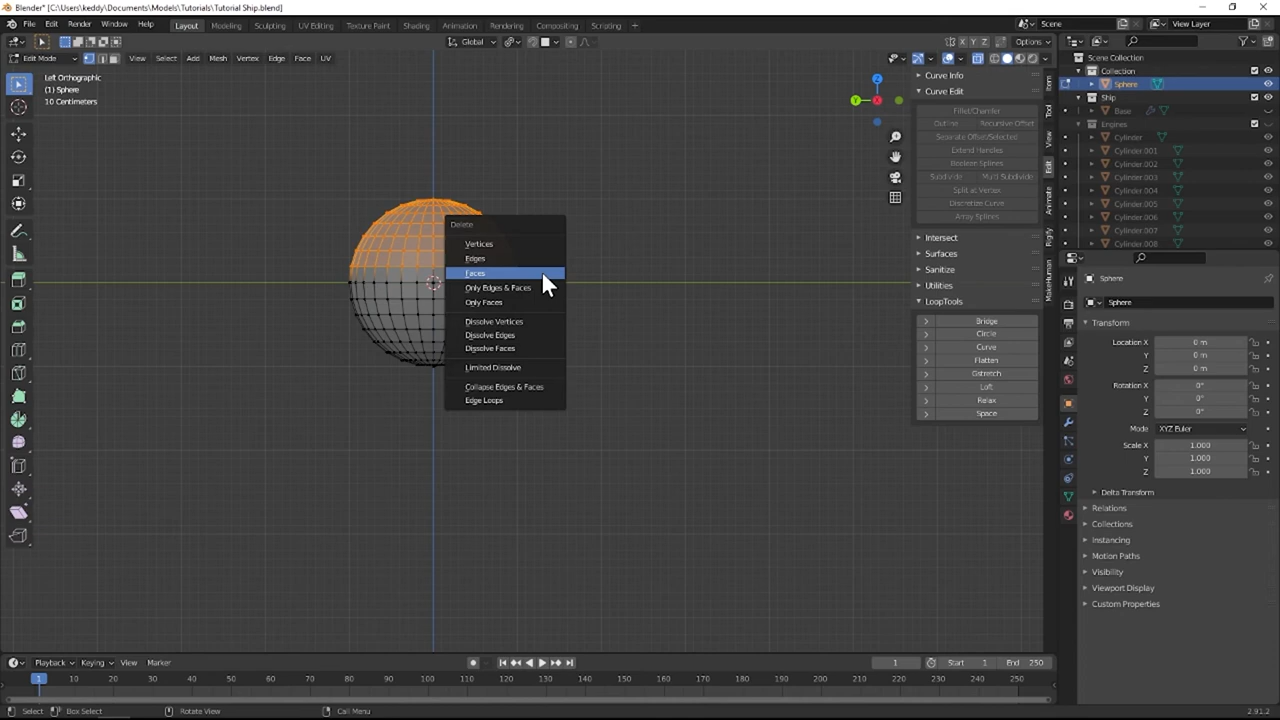 Blender* [C:\Users\keddy\Documents\Models\Tutorials\Tutorial Ship.blend]
File Edit Render Window Help Layout Modeling Sculpting UV Editing Texture Paint Shading Animation Rendering Compositing Scripting + Scene View Layer
Global X Y Z Options
Edit Mode View Select Add Mesh Vertex Edge Face UV
Left Orthographic
(1) Sphere
10 Centimeters
Delete
Vertices
Edges
Faces
Only Edges & Faces
Only Faces
Dissolve Vertices
Dissolve Edges
Dissolve Faces
Limited Dissolve
Collapse Edges & Faces
Edge Loops
Z
Y
X
Curve Info
Curve Edit
Fillet/Chamfer
Outline Recursive Offset
Separate Offset/Selected
Extend Handles
Boolean Splines
Subdivide Multi Subdivide
Split at Vertex
Discretize Curve
Array Splines
Intersect
Surfaces
Sanitize
Utilities
LoopTools
Bridge
Circle
Curve
Flatten
Gstretch
Loft
Relax
Space
Item
Tool
View
Edit
Animate
Rigify
MakeHuman
Scene Collection
Collection
Sphere
Ship
Base
Engines
Cylinder
Cylinder.001
Cylinder.002
Cylinder.003
Cylinder.004
Cylinder.005
Cylinder.006
Cylinder.007
Cylinder.008
Sphere
Sphere
Transform
Location X 0 m
Y 0 m
Z 0 m
Rotation X 0°
Y 0°
Z 0°
Mode XYZ Euler
Scale X 1.000
Y 1.000
Z 1.000
Delta Transform
Relations
Collections
Instancing
Motion Paths
Visibility
Viewport Display
Custom Properties
Playback Keying View Marker 1 Start 1 End 250
1 10 20 30 40 50 60 70 80 90 100 110 120 130 140 150 160 170 180 190 200 210 220 230 240 250
Select Box Select Rotate View Call Menu 2.91.2